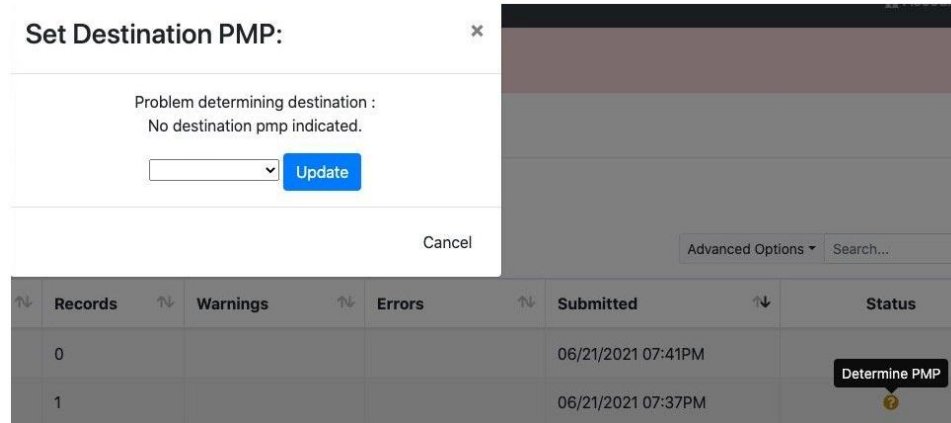 Set Destination PMP: ×
Problem determining destination :
No destination pmp indicated.
Update
Cancel
Advanced Options Search...
Records Warnings Errors Submitted Status
0 06/21/2021 07:41PM
Determine PMP
1 06/21/2021 07:37PM ?